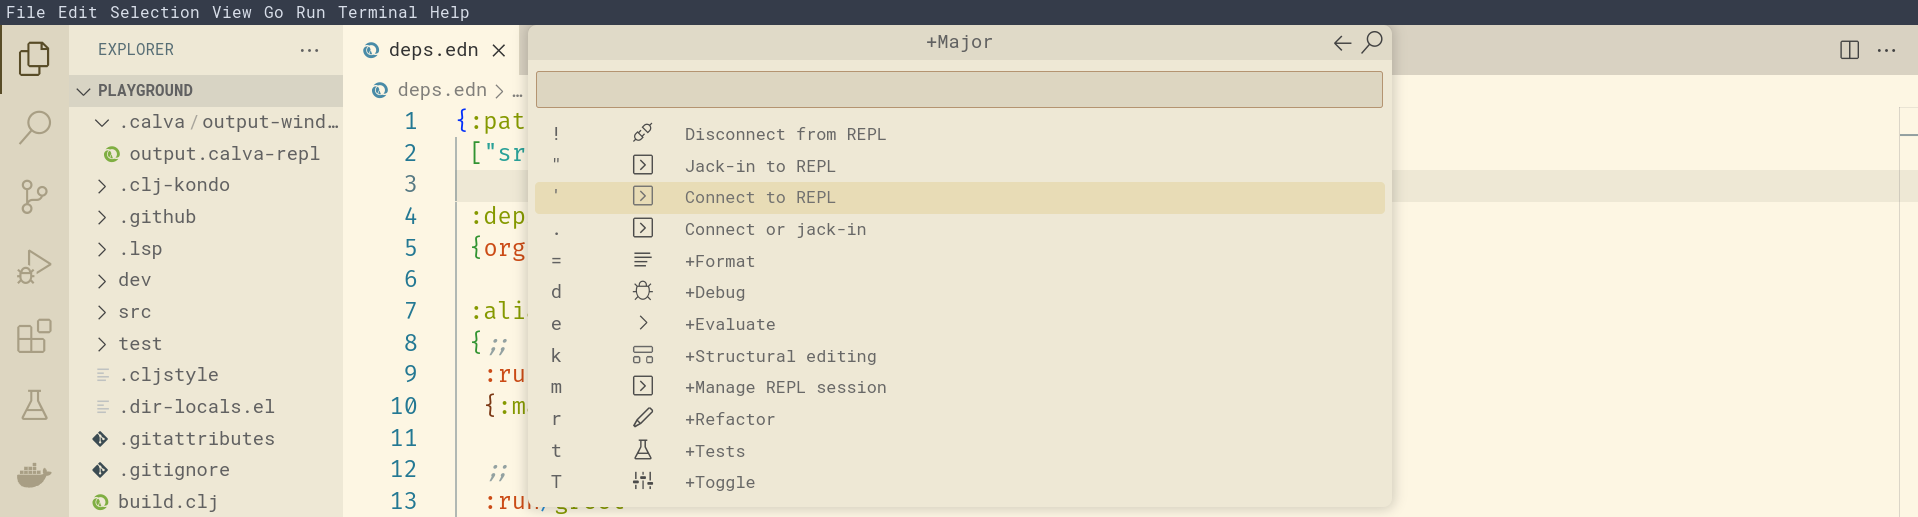 File Edit Selection View Go Run Terminal Help
EXPLORER ...
PLAYGROUND
.calva / output-wind...
output.calva-repl
.clj-kondo
.github
.lsp
dev
src
test
.cljstyle
.dir-locals.el
.gitattributes
.gitignore
build.clj
deps.edn
deps.edn > ...
1 {:pat
2 ["sr
3
4 :dep
5 {org
6
7 :ali
8 { ;;
9 :ru
10 {:m
11
12 ;;
13 :run/
+Major
! Disconnect from REPL
" Jack-in to REPL
' Connect to REPL
. Connect or jack-in
= +Format
d +Debug
e +Evaluate
k +Structural editing
m +Manage REPL session
r +Refactor
t +Tests
T +Toggle